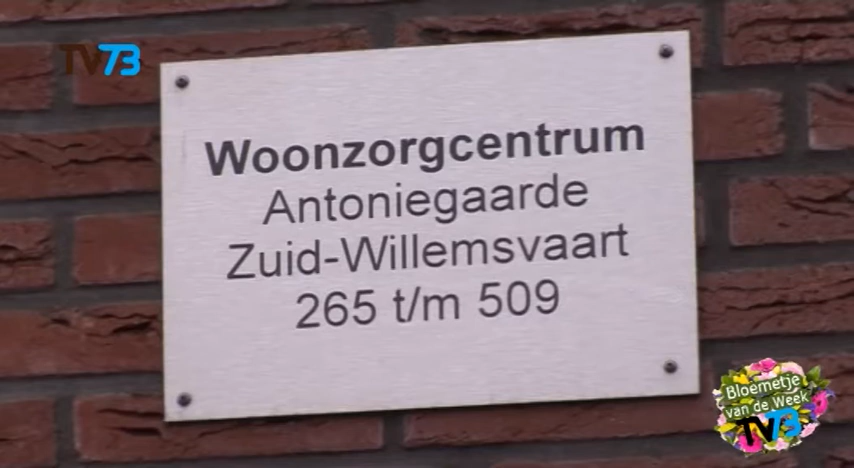 TV73
Woonzorgcentrum
Antoniegaarde
Zuid-Willemsvaart
265 t/m 509
Bloemetje
van de Week
TV73